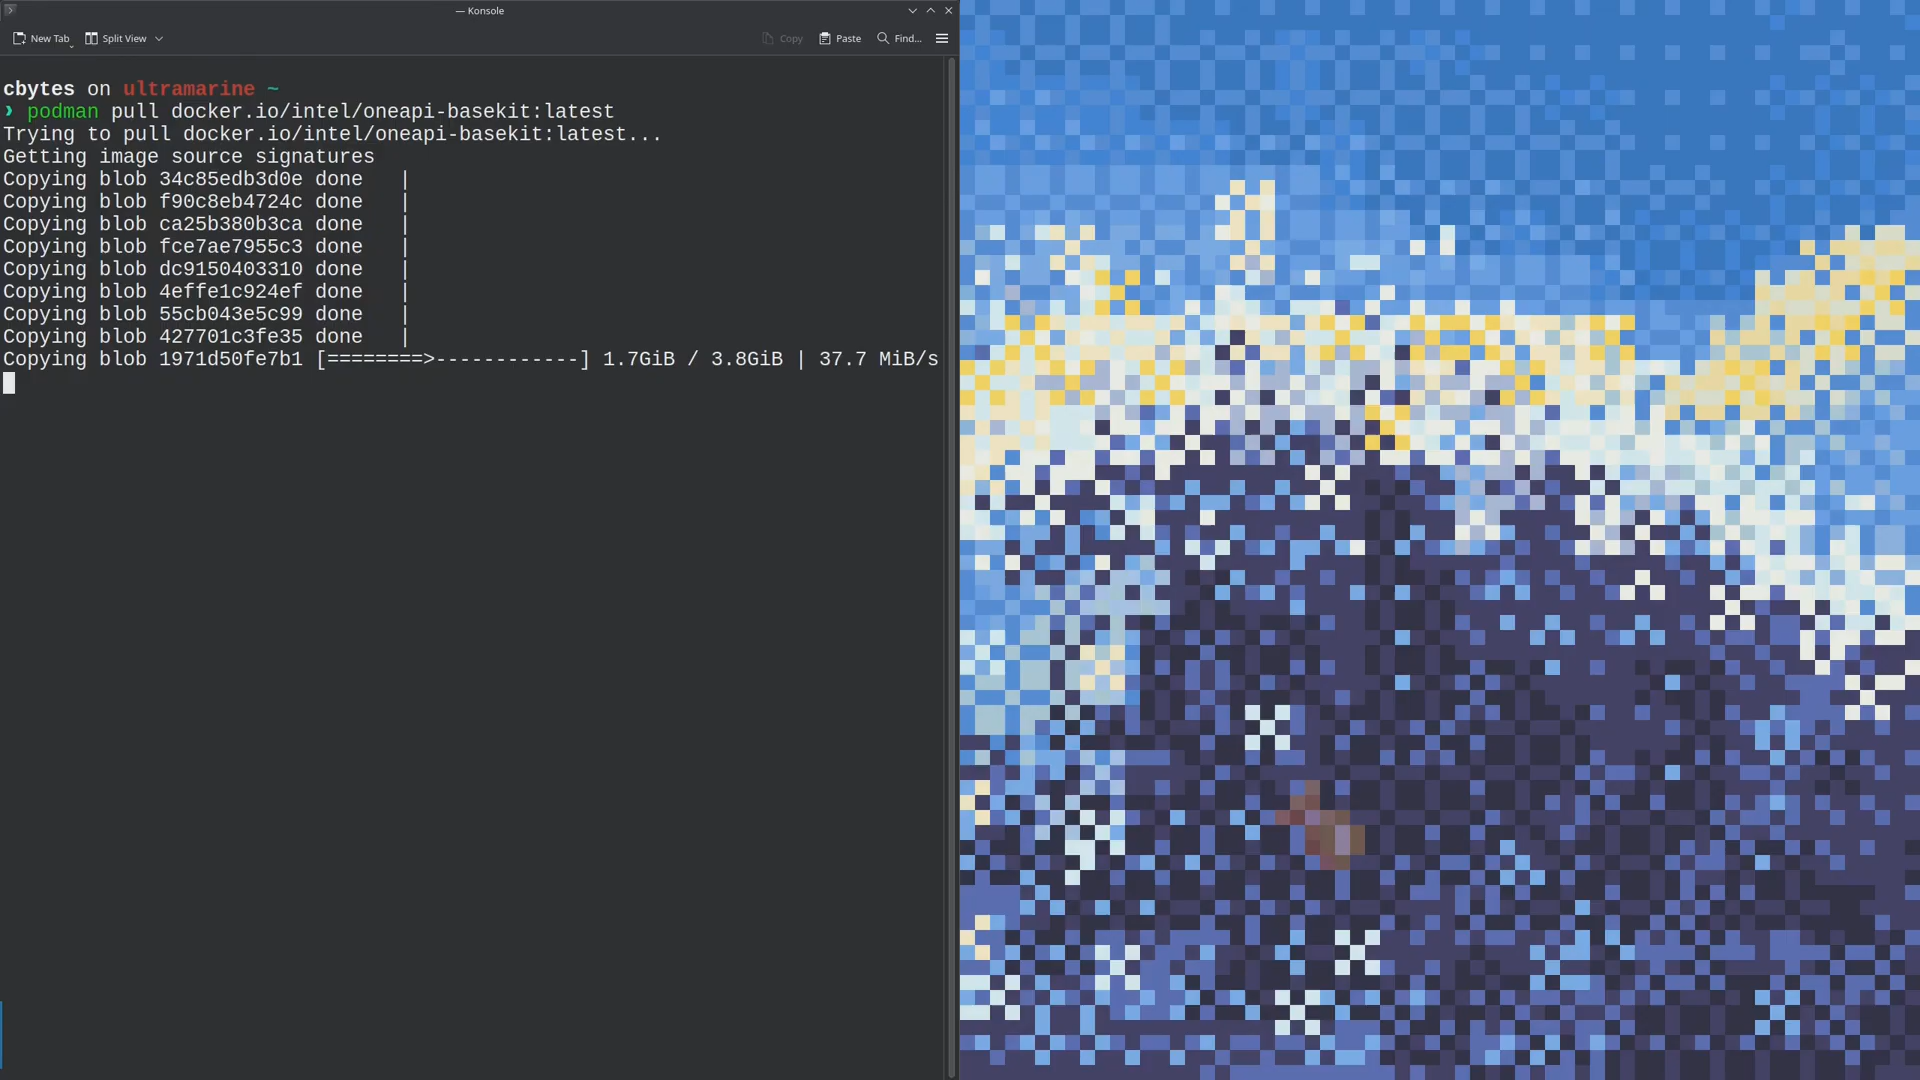 — Konsole
New Tab Split View Copy Paste Find...
cbytes on ultramarine ~
› podman pull docker.io/intel/oneapi-basekit:latest
Trying to pull docker.io/intel/oneapi-basekit:latest...
Getting image source signatures
Copying blob 34c85edb3d0e done |
Copying blob f90c8eb4724c done |
Copying blob ca25b380b3ca done |
Copying blob fce7ae7955c3 done |
Copying blob dc9150403310 done |
Copying blob 4effe1c924ef done |
Copying blob 55cb043e5c99 done |
Copying blob 427701c3fe35 done |
Copying blob 1971d50fe7b1 [========>------------] 1.7GiB / 3.8GiB | 37.7 MiB/s